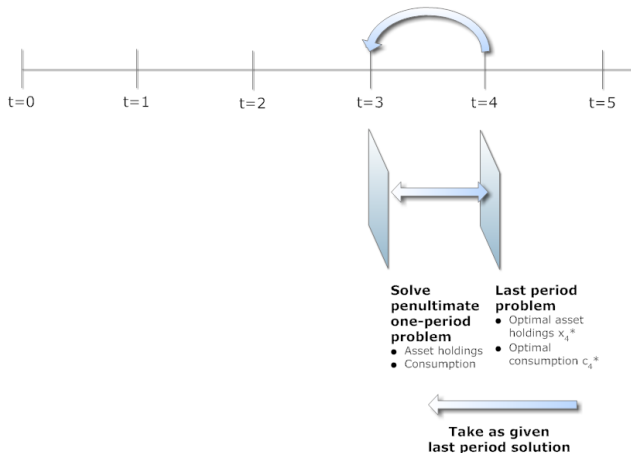 t=0
t=1
t=2
t=3
t=4
t=5
Solve
penultimate
one-period
problem
• Asset holdings
• Consumption
Last period
problem
• Optimal asset
holdings x₄*
• Optimal
consumption c₄*
Take as given
last period solution